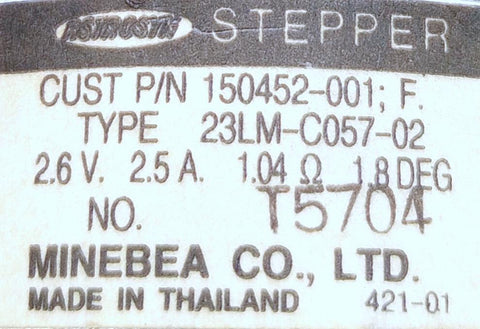 ASTROSYN STEPPER
CUST P/N 150452-001; F.
TYPE 23LM-C057-02
2.6 V. 2.5 A. 1.04 Ω 1.8 DEG
NO. T5704
MINEBEA CO., LTD.
MADE IN THAILAND 421-01